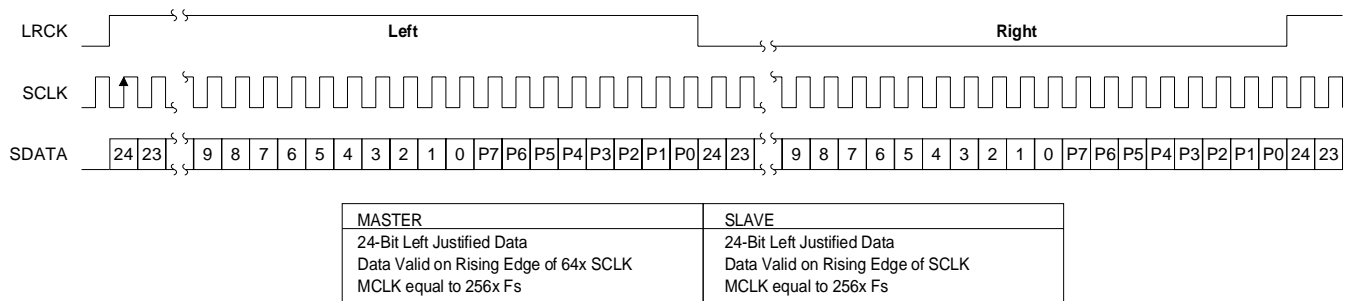 LRCK Left Right
SCLK
SDATA 24 23 9 8 7 6 5 4 3 2 1 0 P7 P6 P5 P4 P3 P2 P1 P0 24 23 9 8 7 6 5 4 3 2 1 0 P7 P6 P5 P4 P3 P2 P1 P0 24 23
MASTER SLAVE
24-Bit Left Justified Data 24-Bit Left Justified Data
Data Valid on Rising Edge of 64x SCLK Data Valid on Rising Edge of SCLK
MCLK equal to 256x Fs MCLK equal to 256x Fs